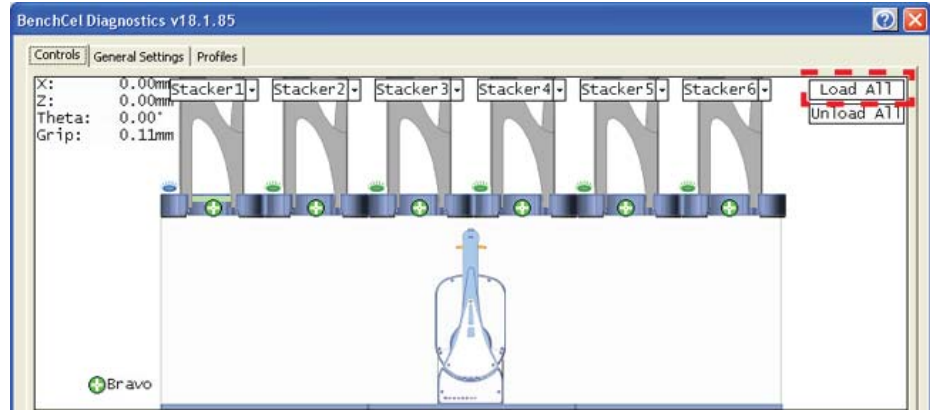 BenchCel Diagnostics v18.1.85
Controls General Settings Profiles
X: 0.00mm Stacker1 Stacker2 Stacker3 Stacker4 Stacker5 Stacker6 Load All
Z: 0.00mm
Unload All
Theta: 0.00°
Grip: 0.11mm
Bravo